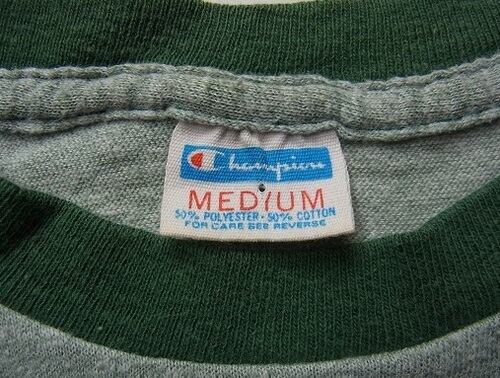 Champion
MEDIUM
50% POLYESTER · 50% COTTON
FOR CARE SEE REVERSE